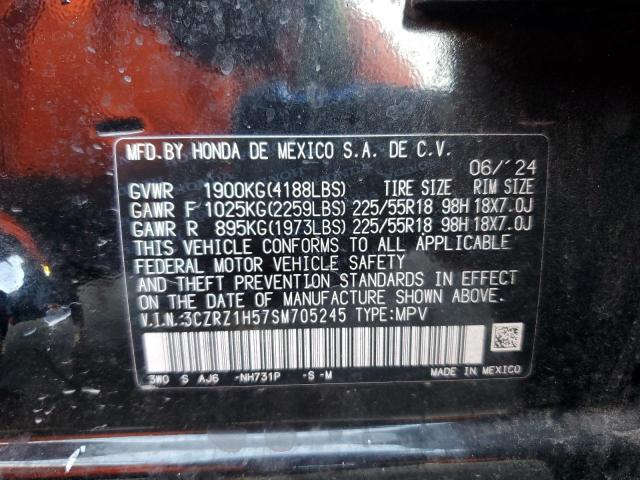 MFD.BY HONDA DE MEXICO S.A. DE C.V.
06/´24
GVWR 1900KG(4188LBS) TIRE SIZE RIM SIZE
GAWR F 1025KG(2259LBS) 225/55R18 98H 18X7.0J
GAWR R 895KG(1973LBS) 225/55R18 98H 18X7.0J
THIS VEHICLE CONFORMS TO ALL APPLICABLE
FEDERAL MOTOR VEHICLE SAFETY
AND THEFT PREVENTION STANDARDS IN EFFECT
ON THE DATE OF MANUFACTURE SHOWN ABOVE.
V.I.N.:3CZRZ1H57SM705245 TYPE:MPV
3W0 S AJ6 -NH731P -S-M MADE IN MEXICO